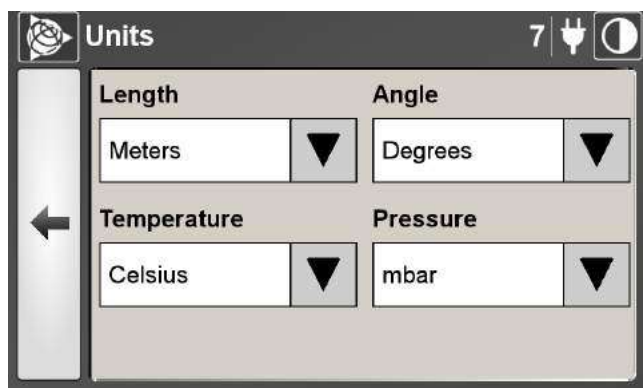 Units 7
Length Angle
Meters Degrees
Temperature Pressure
Celsius mbar